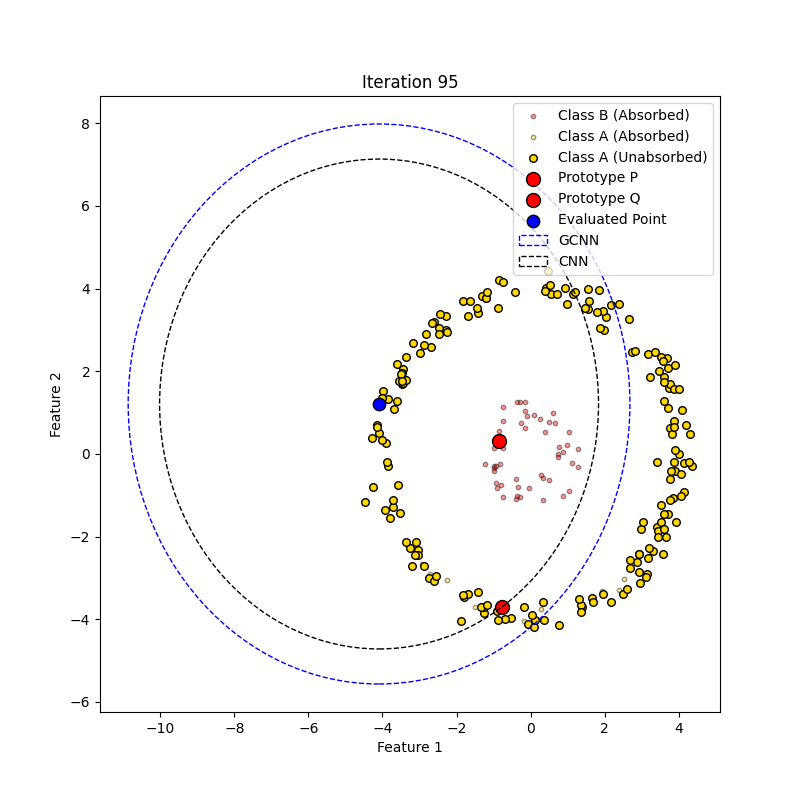 Iteration 95
Class B (Absorbed)
Class A (Absorbed)
Class A (Unabsorbed)
Prototype P
Prototype Q
Evaluated Point
GCNN
CNN
8
6
4
2
0
−2
−4
−6
Feature 2
−10
−8
−6
−4
−2
0
2
4
Feature 1